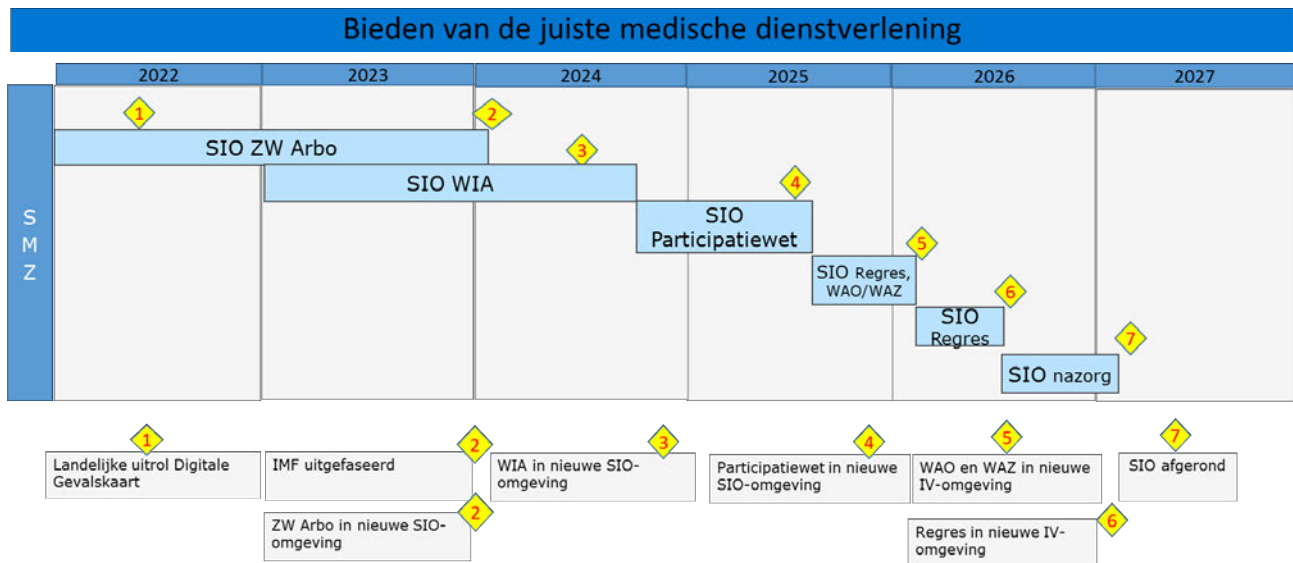 Bieden van de juiste medische dienstverlening
2022 2023 2024 2025 2026 2027
S
M
Z
1
2
SIO ZW Arbo
3
SIO WIA
4
SIO
Participatiewet
5
SIO Regres,
WAO/WAZ
6
SIO
Regres
7
SIO nazorg
1
Landelijke uitrol Digitale
Gevalskaart
2
IMF uitgefaseerd
2
ZW Arbo in nieuwe SIO-
omgeving
3
WIA in nieuwe SIO-
omgeving
4
Participatiewet in nieuwe
SIO-omgeving
5
WAO en WAZ in nieuwe
IV-omgeving
6
Regres in nieuwe IV-
omgeving
7
SIO afgerond